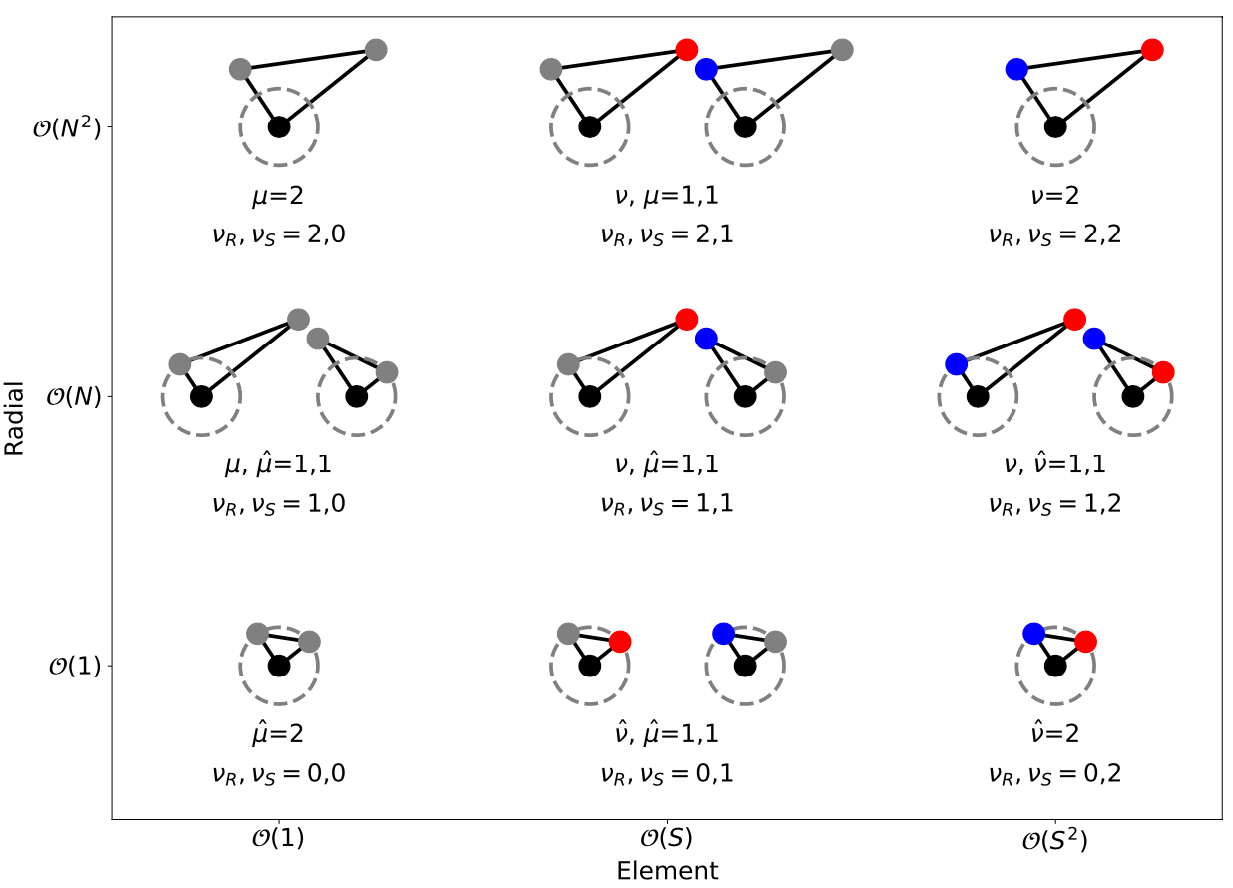 𝒪(N²)
μ=2
ν, μ=1,1
ν=2
ν_R, ν_S = 2,0
ν_R, ν_S = 2,1
ν_R, ν_S = 2,2
Radial
𝒪(N)
μ, μ̂=1,1
ν, μ̂=1,1
ν, ν̂=1,1
ν_R, ν_S = 1,0
ν_R, ν_S = 1,1
ν_R, ν_S = 1,2
𝒪(1)
μ̂=2
ν̂, μ̂=1,1
ν̂=2
ν_R, ν_S = 0,0
ν_R, ν_S = 0,1
ν_R, ν_S = 0,2
𝒪(1)
𝒪(S)
𝒪(S²)
Element